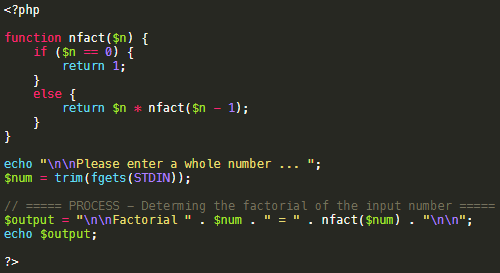 <?php
function nfact($n) {
    if ($n == 0) {
        return 1;
    }
    else {
        return $n * nfact($n - 1);
    }
}
echo "\n\nPlease enter a whole number ... ";
$num = trim(fgets(STDIN));
// ===== PROCESS - Determing the factorial of the input number =====
$output = "\n\nFactorial " . $num . " = " . nfact($num) . "\n\n";
echo $output;
?>